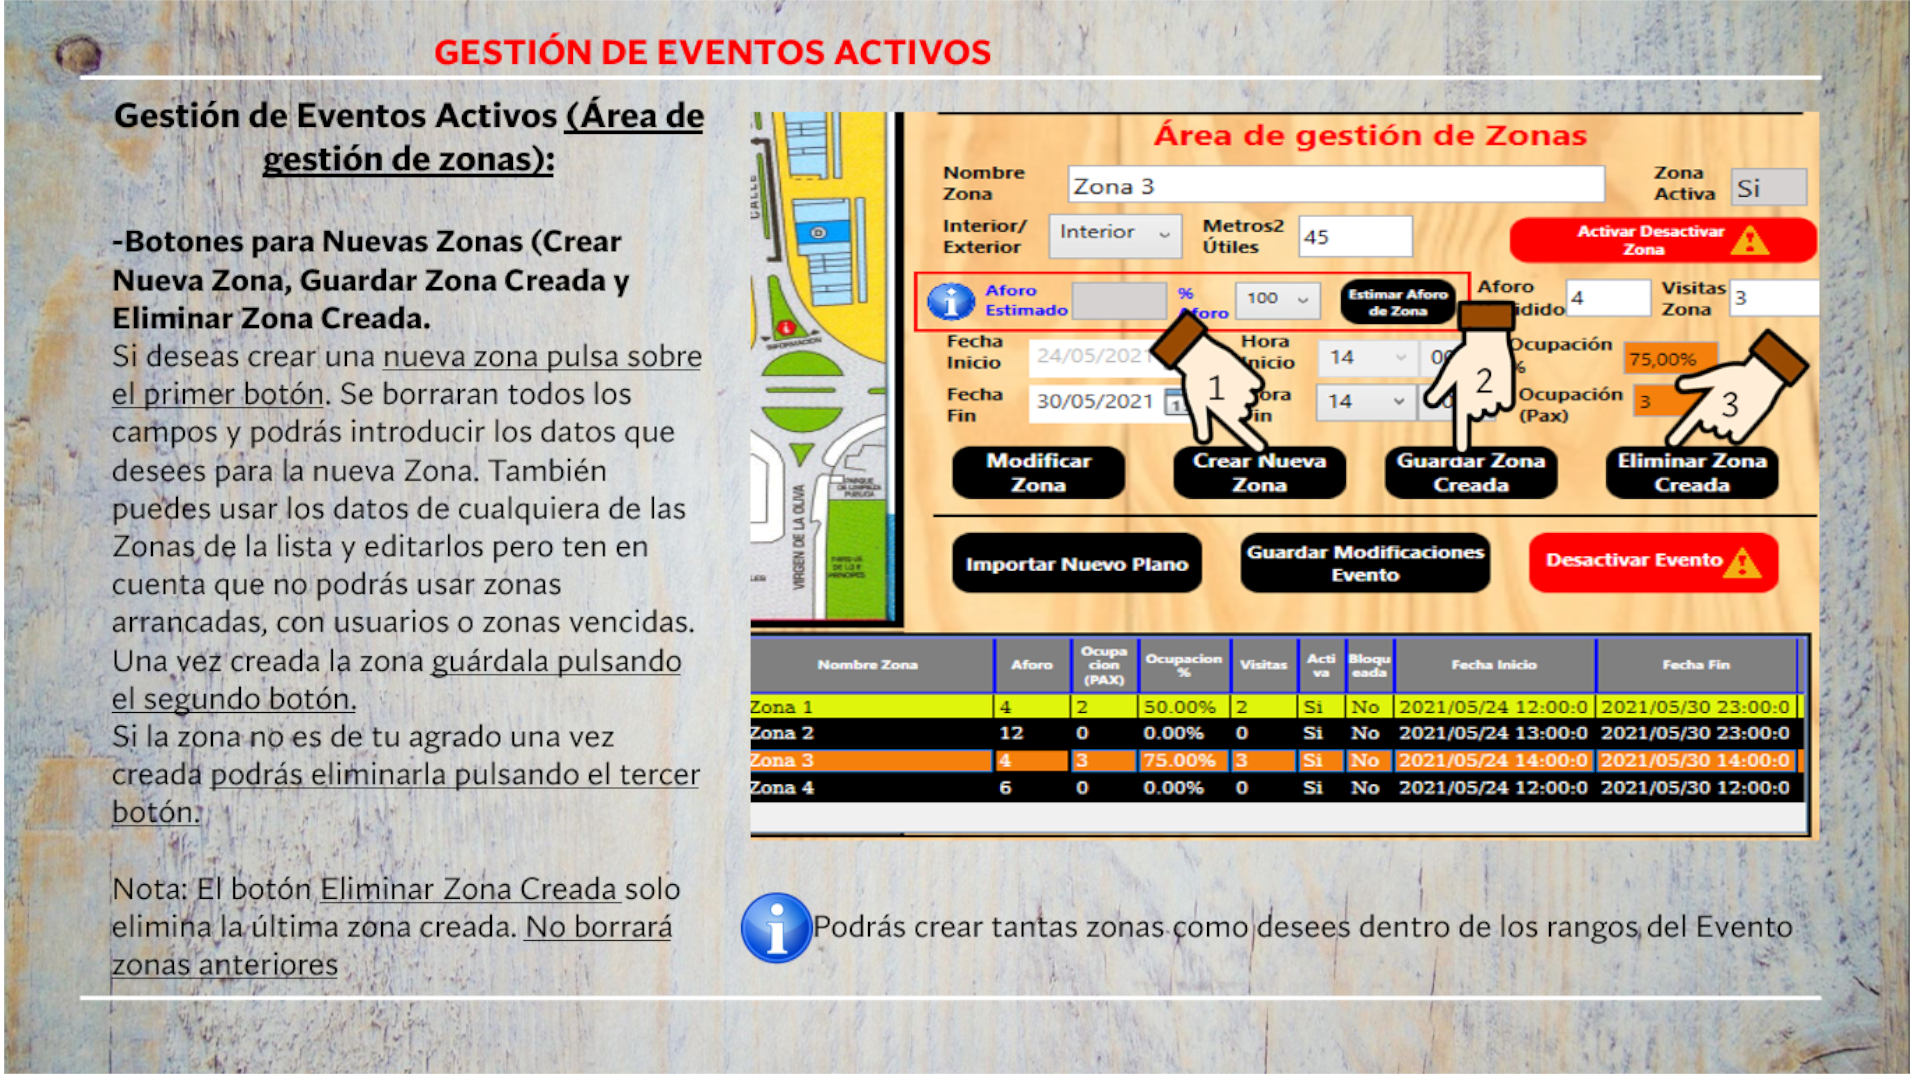 GESTIÓN DE EVENTOS ACTIVOS
Gestión de Eventos Activos (Área de
gestión de zonas):
-Botones para Nuevas Zonas (Crear
Nueva Zona, Guardar Zona Creada y
Eliminar Zona Creada.
Si deseas crear una nueva zona pulsa sobre
el primer botón. Se borraran todos los
campos y podrás introducir los datos que
desees para la nueva Zona. También
puedes usar los datos de cualquiera de las
Zonas de la lista y editarlos pero ten en
cuenta que no podrás usar zonas
arrancadas, con usuarios o zonas vencidas.
Una vez creada la zona guárdala pulsando
el segundo botón.
Si la zona no es de tu agrado una vez
creada podrás eliminarla pulsando el tercer
botón.
Nota: El botón Eliminar Zona Creada solo
elimina la última zona creada. No borrará
zonas anteriores
CALLE
D
INFORMACION
VIRGEN DE LA OLIVA
PARQUE
DE LIMPIEZA
PUBLICA
Área de gestión de Zonas
Nombre
Zona
Zona 3
Zona
Activa
Si
Interior/
Exterior
Interior
Metros2
Útiles
45
Activar Desactivar
Zona
Aforo
Estimado
%
Aforo
100
Estimar Aforo
de Zona
Aforo
4
Visitas
Zona
3
Fecha
Inicio
24/05/2021
Hora
Inicio
14
Ocupación
%
75,00%
Fecha
Fin
30/05/2021
Hora
Fin
14
Ocupación
(Pax)
3
1
2
3
Modificar
Zona
Crear Nueva
Zona
Guardar Zona
Creada
Eliminar Zona
Creada
Importar Nuevo Plano
Guardar Modificaciones
Evento
Desactivar Evento
Nombre Zona Aforo Ocupa cion (PAX) Ocupacion % Visitas Acti va Bloqu eada Fecha Inicio Fecha Fin
Zona 1 4 2 50.00% 2 Si No 2021/05/24 12:00:0 2021/05/30 23:00:0
Zona 2 12 0 0.00% 0 Si No 2021/05/24 13:00:0 2021/05/30 23:00:0
Zona 3 4 3 75.00% 3 Si No 2021/05/24 14:00:0 2021/05/30 14:00:0
Zona 4 6 0 0.00% 0 Si No 2021/05/24 12:00:0 2021/05/30 12:00:0
Podrás crear tantas zonas como desees dentro de los rangos del Evento